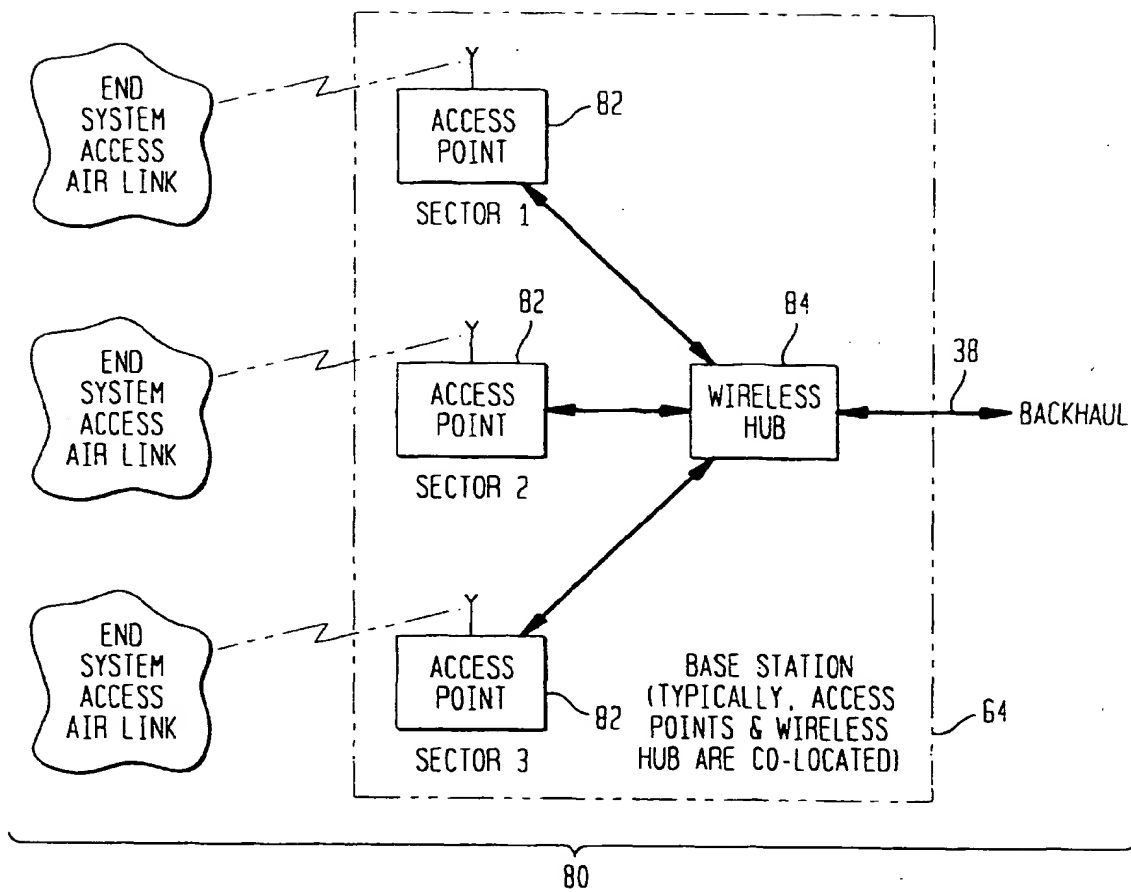 END
SYSTEM
ACCESS
AIR LINK
ACCESS
POINT
82
SECTOR 1
END
SYSTEM
ACCESS
AIR LINK
ACCESS
POINT
82
SECTOR 2
WIRELESS
HUB
84
38
BACKHAUL
END
SYSTEM
ACCESS
AIR LINK
ACCESS
POINT
82
SECTOR 3
BASE STATION
(TYPICALLY, ACCESS
POINTS & WIRELESS
HUB ARE CO-LOCATED)
64
80